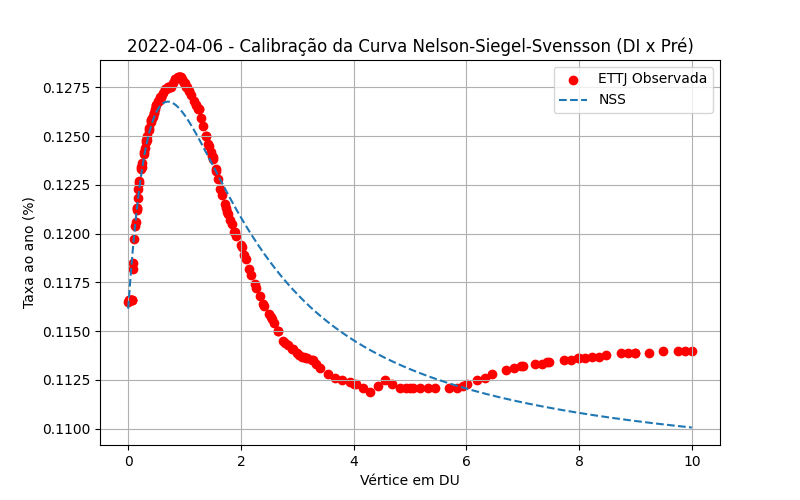 2022-04-06 - Calibração da Curva Nelson-Siegel-Svensson (DI x Pré)
ETTJ Observada
NSS
Taxa ao ano (%)
0.1275
0.1250
0.1225
0.1200
0.1175
0.1150
0.1125
0.1100
0 2 4 6 8 10
Vértice em DU